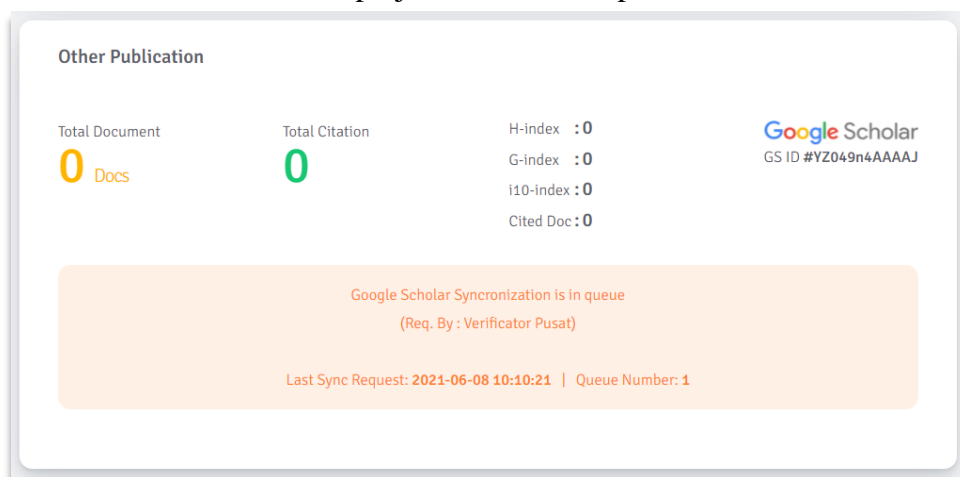 Other Publication
Total Document
0 Docs
Total Citation
0
H-index : 0
G-index : 0
i10-index : 0
Cited Doc : 0
Google Scholar
GS ID #YZ049n4AAAAJ
Google Scholar Syncronization is in queue
(Req. By : Verificator Pusat)
Last Sync Request: 2021-06-08 10:10:21 | Queue Number: 1